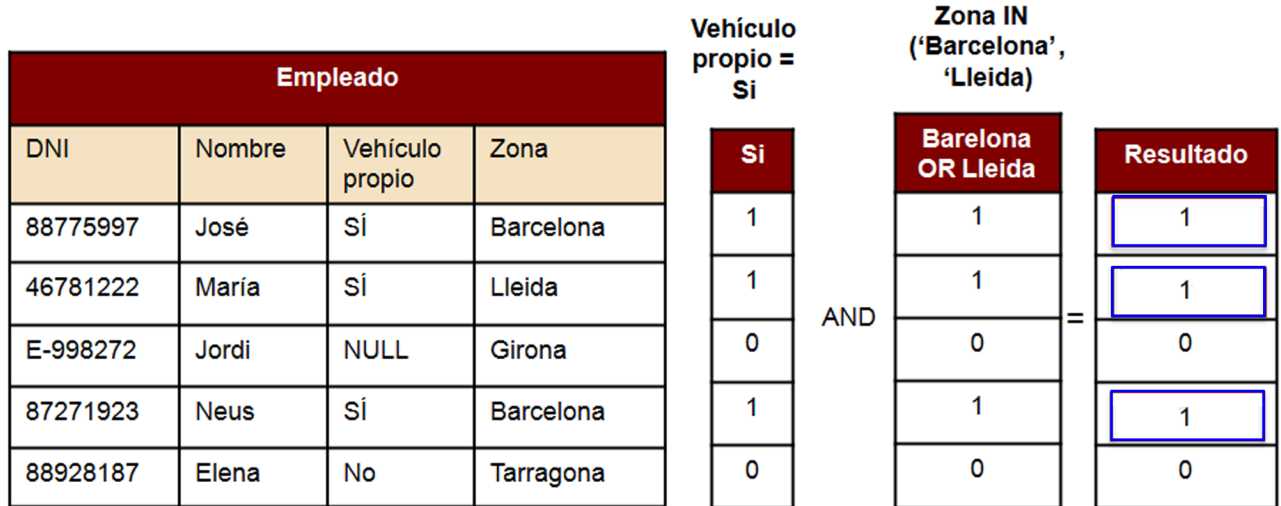 Empleado
DNI Nombre Vehículo propio Zona
88775997 José SÍ Barcelona
46781222 María SÍ Lleida
E-998272 Jordi NULL Girona
87271923 Neus SÍ Barcelona
88928187 Elena No Tarragona
Vehículo
propio =
Si
Si
1
1
0
1
0
AND
Zona IN
(‘Barcelona’,
‘Lleida)
Barelona
OR Lleida
1
1
0
1
0
=
Resultado
1
1
0
1
0